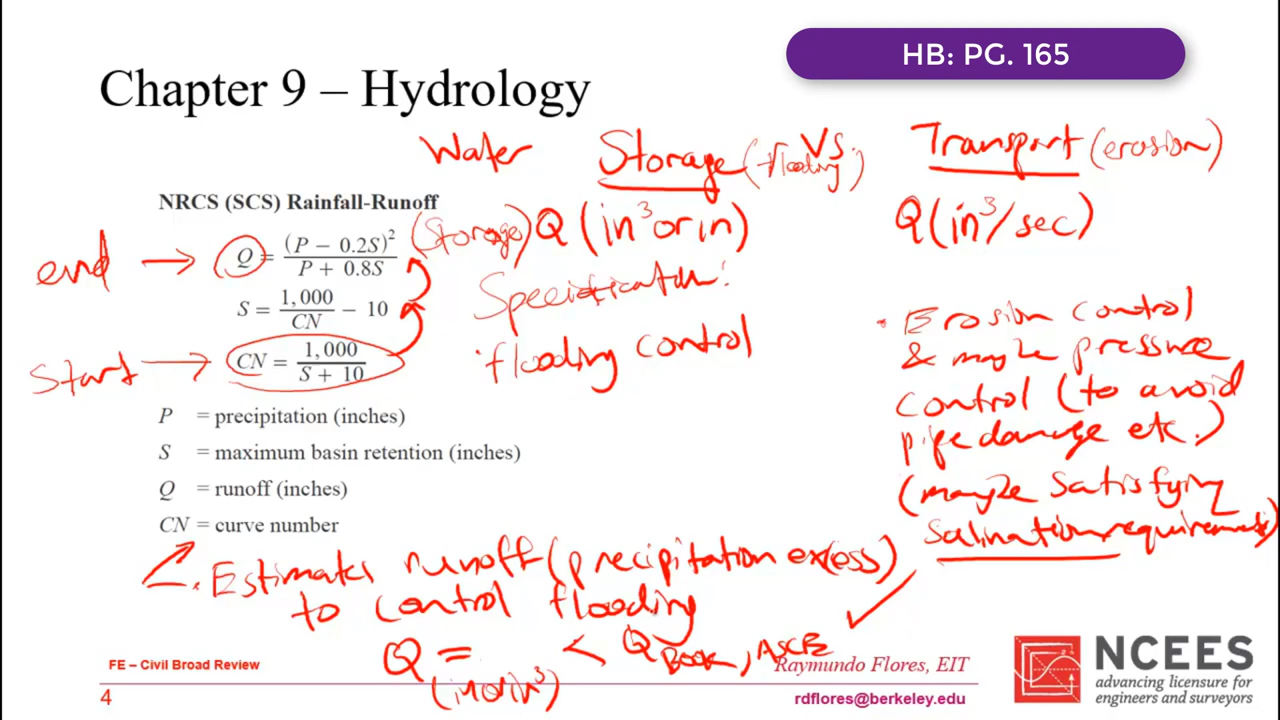 HB: PG. 165
Chapter 9 – Hydrology
Water Storage (flooding) VS. Transport (erosion)
NRCS (SCS) Rainfall-Runoff
(Storage) Q (in³ or in) Q (in³/sec)
end → Q = (P − 0.2S)² / P + 0.8S
S = 1,000 / CN − 10
Start → CN = 1,000 / S + 10
Specification:
· flooding control
· Erosion control
& maybe pressure
control (to avoid
pipe damage etc.)
(maybe satisfying
Salination requirements)
P = precipitation (inches)
S = maximum basin retention (inches)
Q = runoff (inches)
CN = curve number
Estimates runoff (precipitation excess)
to control flooding
Q = < Q BOOK, ASCE
(in or in³)
FE – Civil Broad Review
Raymundo Flores, EIT
4
rdflores@berkeley.edu
NCEES
advancing licensure for
engineers and surveyors